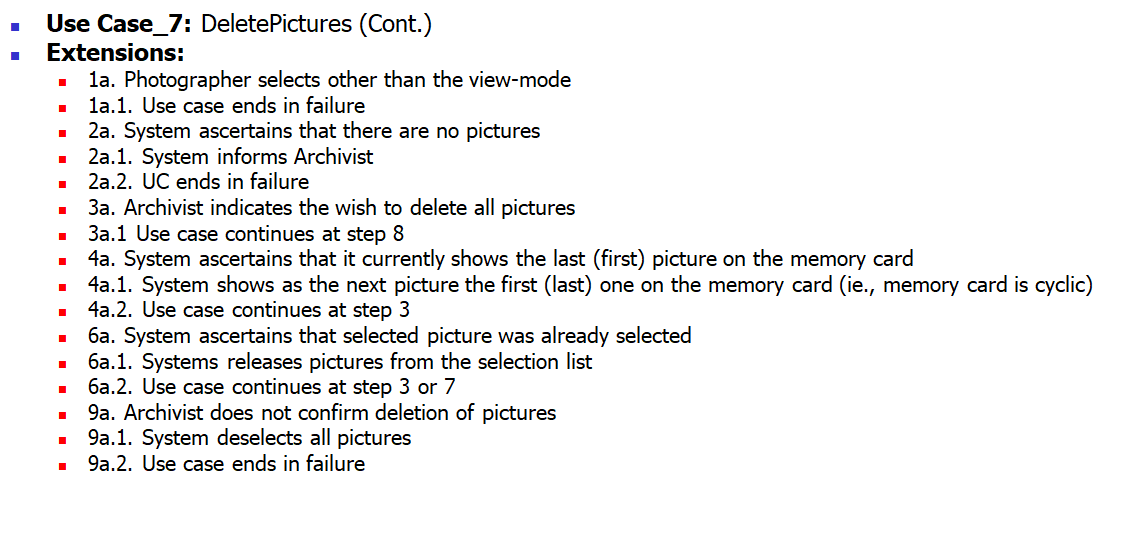 Use Case_7: DeletePictures (Cont.)
Extensions:
1a. Photographer selects other than the view-mode
1a.1. Use case ends in failure
2a. System ascertains that there are no pictures
2a.1. System informs Archivist
2a.2. UC ends in failure
3a. Archivist indicates the wish to delete all pictures
3a.1 Use case continues at step 8
4a. System ascertains that it currently shows the last (first) picture on the memory card
4a.1. System shows as the next picture the first (last) one on the memory card (ie., memory card is cyclic)
4a.2. Use case continues at step 3
6a. System ascertains that selected picture was already selected
6a.1. Systems releases pictures from the selection list
6a.2. Use case continues at step 3 or 7
9a. Archivist does not confirm deletion of pictures
9a.1. System deselects all pictures
9a.2. Use case ends in failure